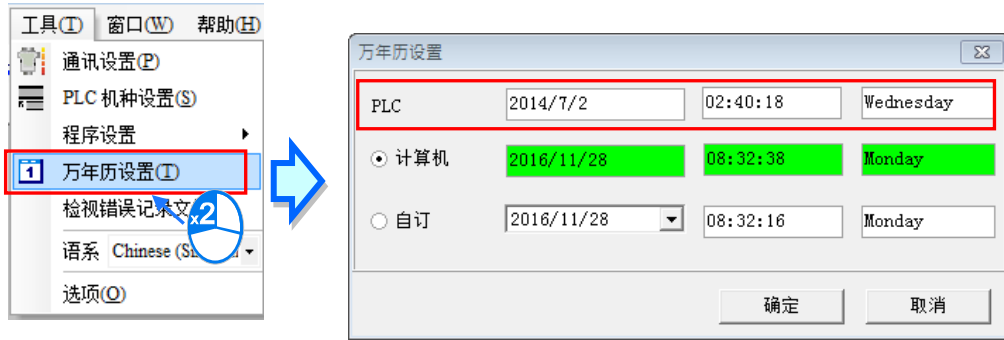 工具(T) 窗口(W) 帮助(H)
通讯设置(P)
PLC 机种设置(S)
程序设置
1 万年历设置(T)
检视错误记录文
x2
语系 Chinese (Si
选项(O)
万年历设置
PLC 2014/7/2 02:40:18 Wednesday
计算机 2016/11/28 08:32:38 Monday
自订 2016/11/28 08:32:16 Monday
确定 取消